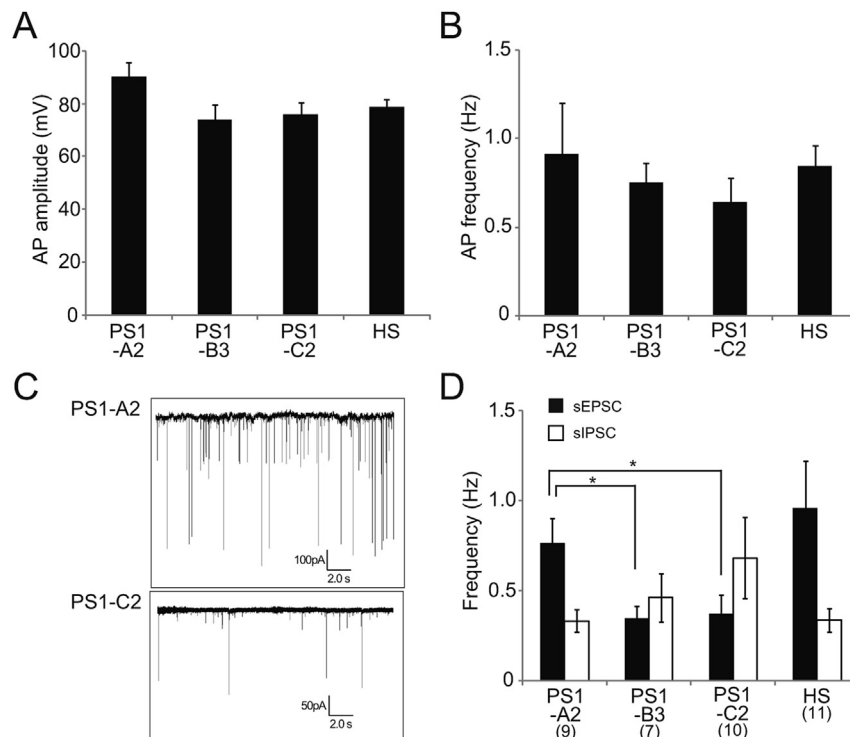 A
AP amplitude (mV)
100
80
60
40
20
0
PS1 PS1 PS1 HS
-A2 -B3 -C2
B
AP frequency (Hz)
1.5
1.0
0.5
0
PS1 PS1 PS1 HS
-A2 -B3 -C2
C
PS1-A2
100pA
2.0 s
PS1-C2
50pA
2.0 s
D
sEPSC
sIPSC
Frequency (Hz)
1.5
1.0
0.5
0
*
*
PS1 PS1 PS1 HS
-A2 -B3 -C2 (11)
(9) (7) (10)